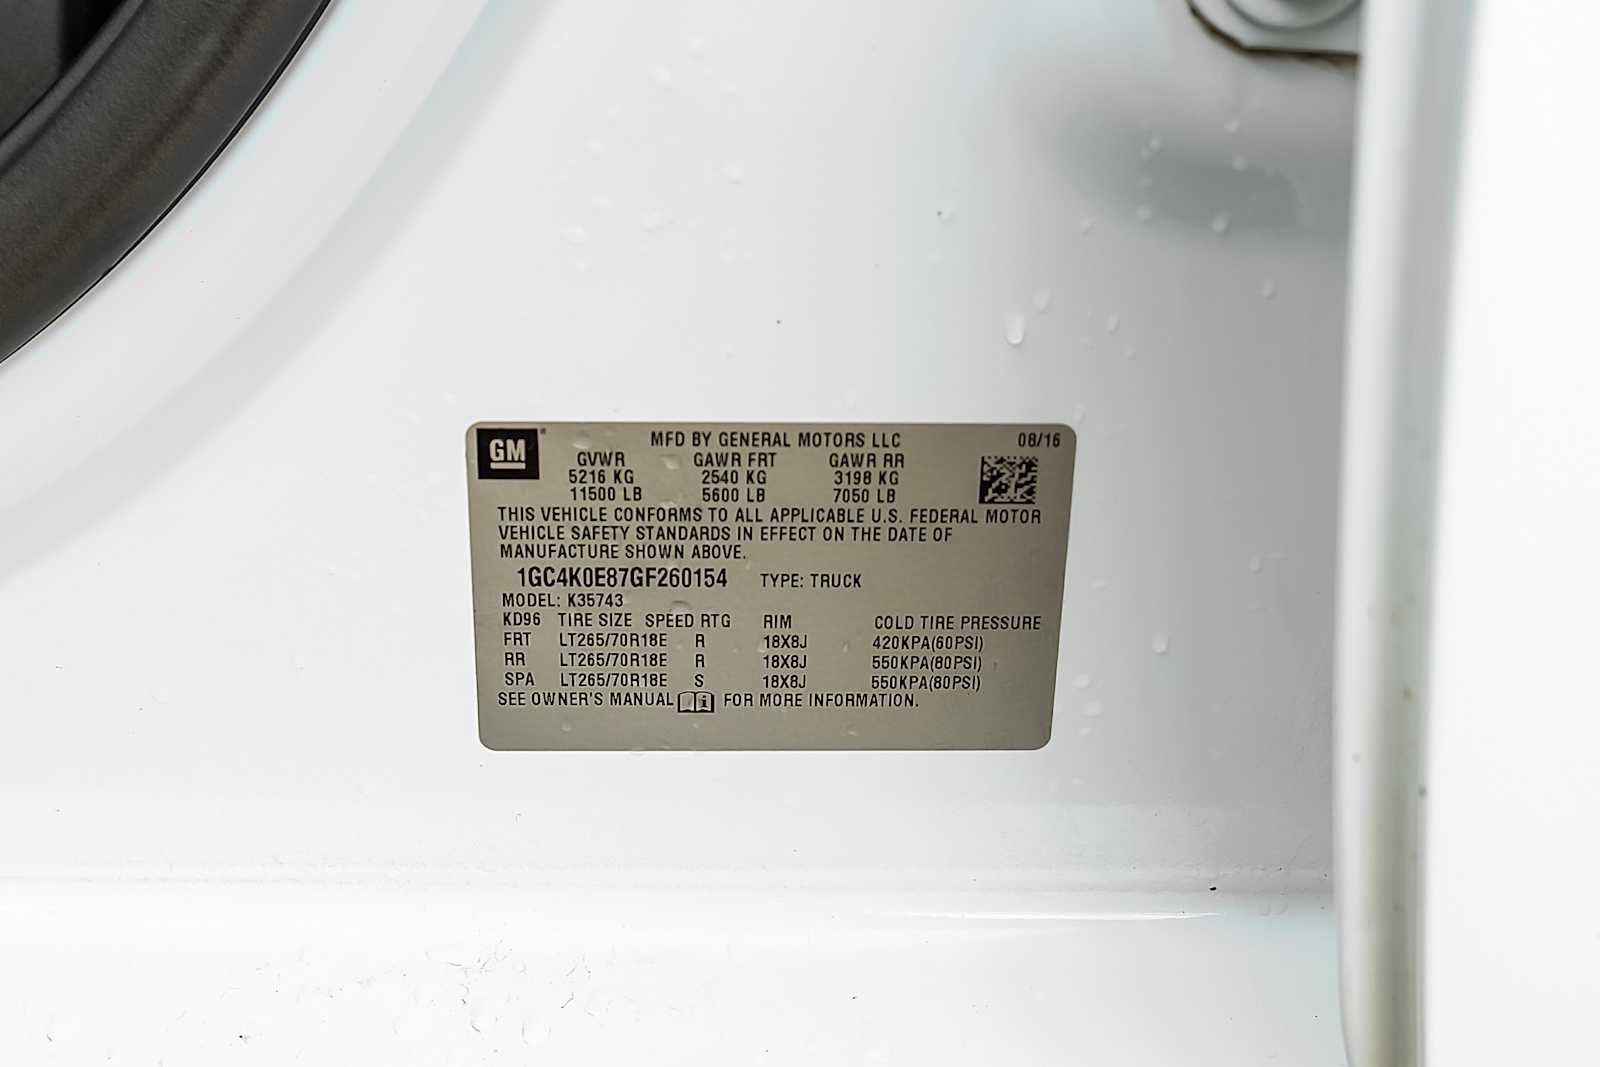 GM
MFD BY GENERAL MOTORS LLC 08/16
GVWR GAWR FRT GAWR RR
5216 KG 2540 KG 3198 KG
11500 LB 5600 LB 7050 LB
THIS VEHICLE CONFORMS TO ALL APPLICABLE U.S. FEDERAL MOTOR
VEHICLE SAFETY STANDARDS IN EFFECT ON THE DATE OF
MANUFACTURE SHOWN ABOVE.
1GC4K0E87GF260154 TYPE: TRUCK
MODEL: K35743
KD96 TIRE SIZE SPEED RTG RIM COLD TIRE PRESSURE
FRT LT265/70R18E R 18X8J 420KPA(60PSI)
RR LT265/70R18E R 18X8J 550KPA(80PSI)
SPA LT265/70R18E S 18X8J 550KPA(80PSI)
SEE OWNER'S MANUAL i FOR MORE INFORMATION.